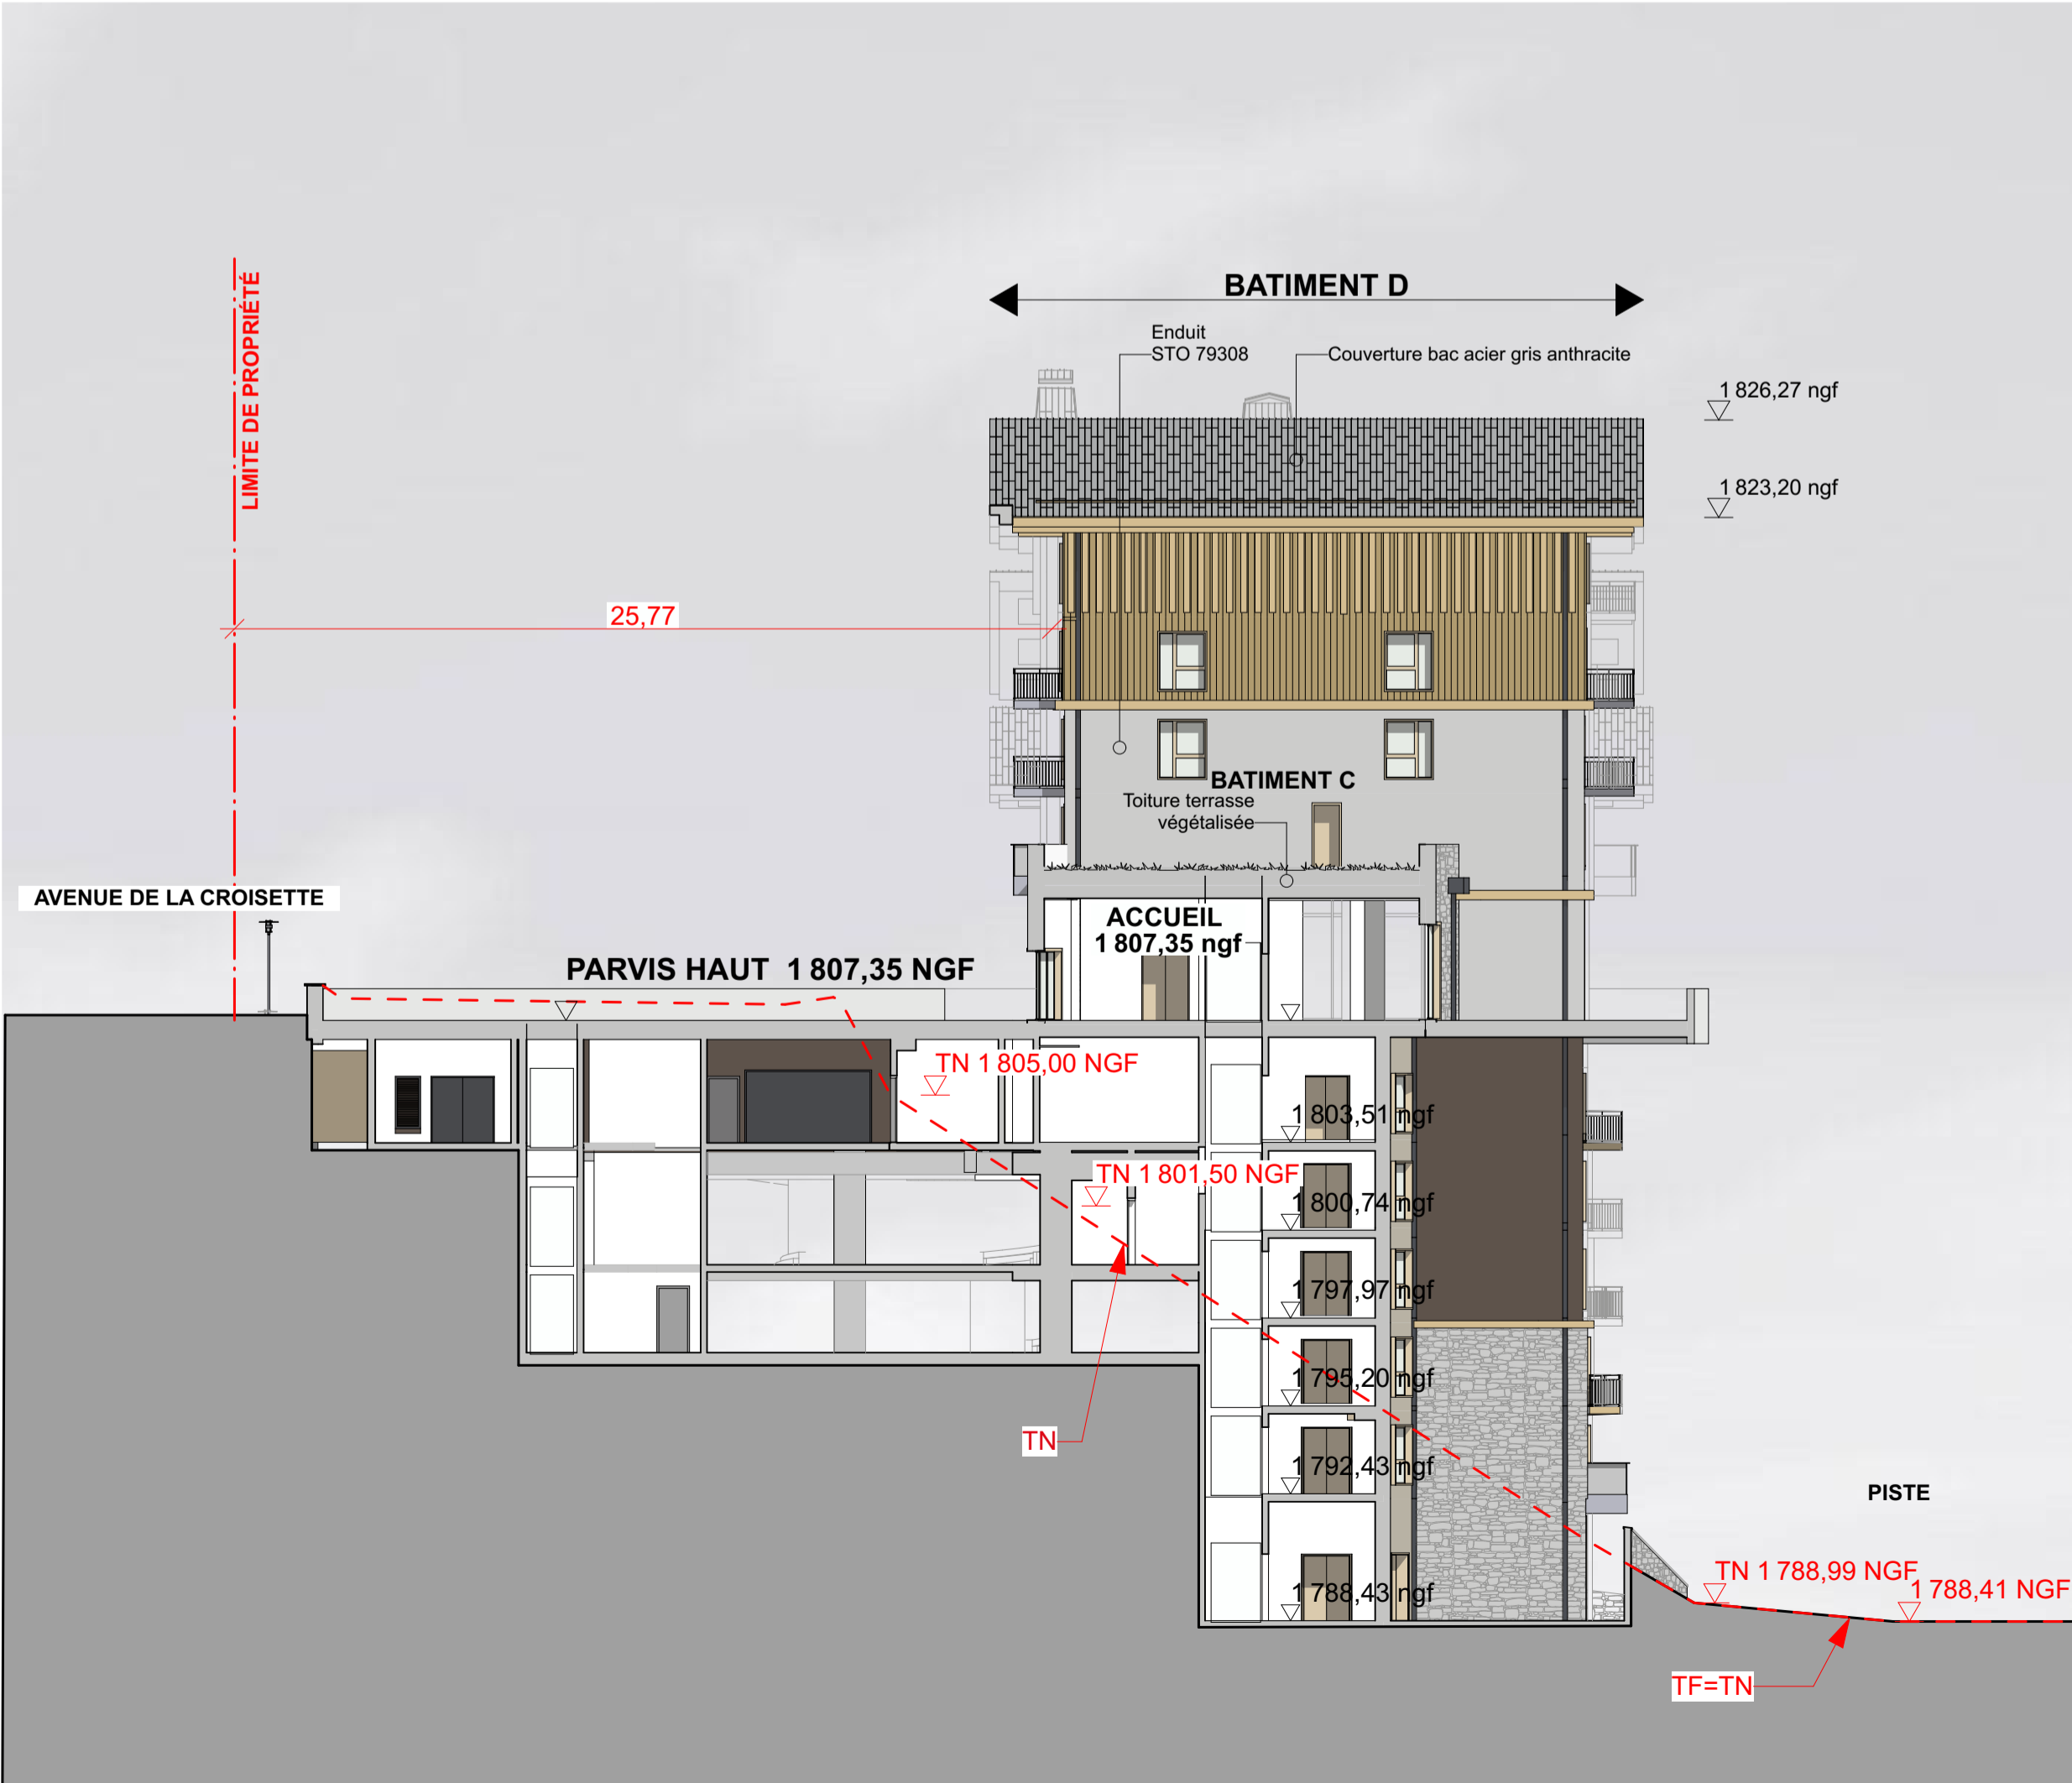 LIMITE DE PROPRIÉTÉ
BATIMENT D
Enduit
STO 79308
Couverture bac acier gris anthracite
1 826,27 ngf
1 823,20 ngf
25,77
BATIMENT C
Toiture terrasse
végétalisée
AVENUE DE LA CROISETTE
ACCUEIL
1 807,35 ngf
PARVIS HAUT 1 807,35 NGF
TN 1 805,00 NGF
1 803,51 ngf
TN 1 801,50 NGF
1 800,74 ngf
1 797,97 ngf
1 795,20 ngf
TN
1 792,43 ngf
PISTE
TN 1 788,99 NGF
1 788,41 NGF
1 788,43 ngf
TF=TN